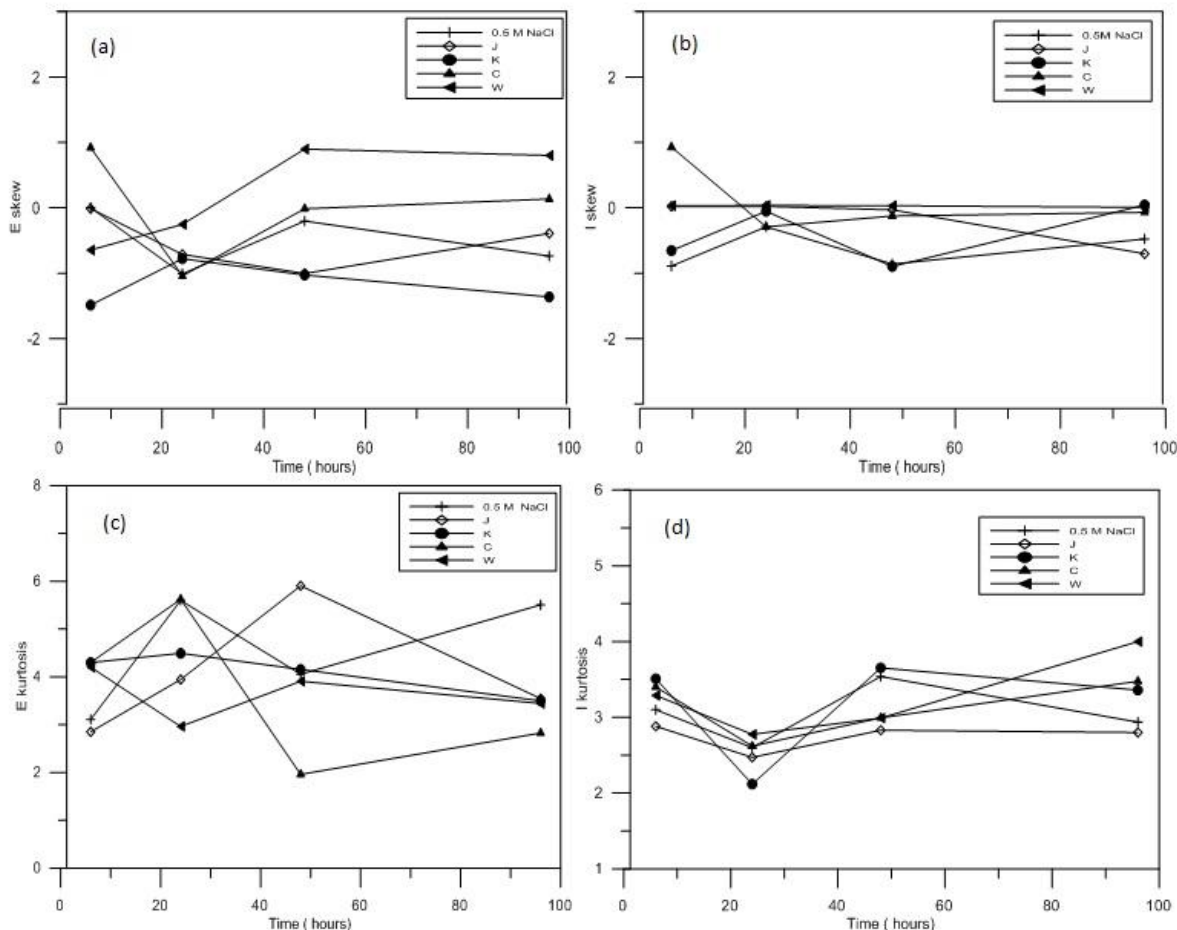 (a)
0.5 M NaCl
J
K
C
W
E skew
2
0
-2
0 20 40 60 80 100
Time ( hours)
(b)
0.5M NaCl
J
K
C
W
I skew
2
0
-2
0 20 40 60 80 100
Time ( hours)
(c)
0.5 M NaCl
J
K
C
W
E kurtosis
8
6
4
2
0
0 20 40 60 80 100
Time ( hours)
(d)
0.5 M NaCl
J
K
C
W
I kurtosis
6
5
4
3
2
1
0 20 40 60 80 100
Time ( hours)